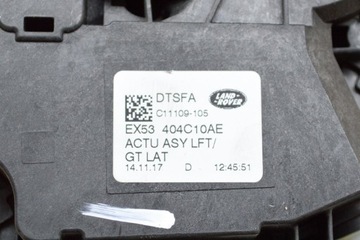 DTSFA
LAND-
ROVER
C11109-105
EX53 404C10AE
ACTU ASY LFT/
GT LAT
14.11.17 D 12:45:51